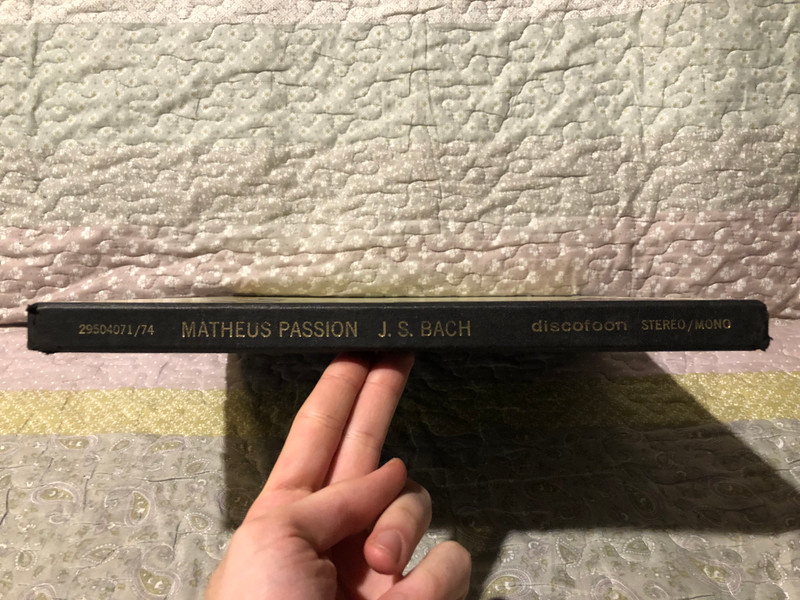 29504071/74 MATHEUS PASSION J. S. BACH discofoon STEREO/MONO